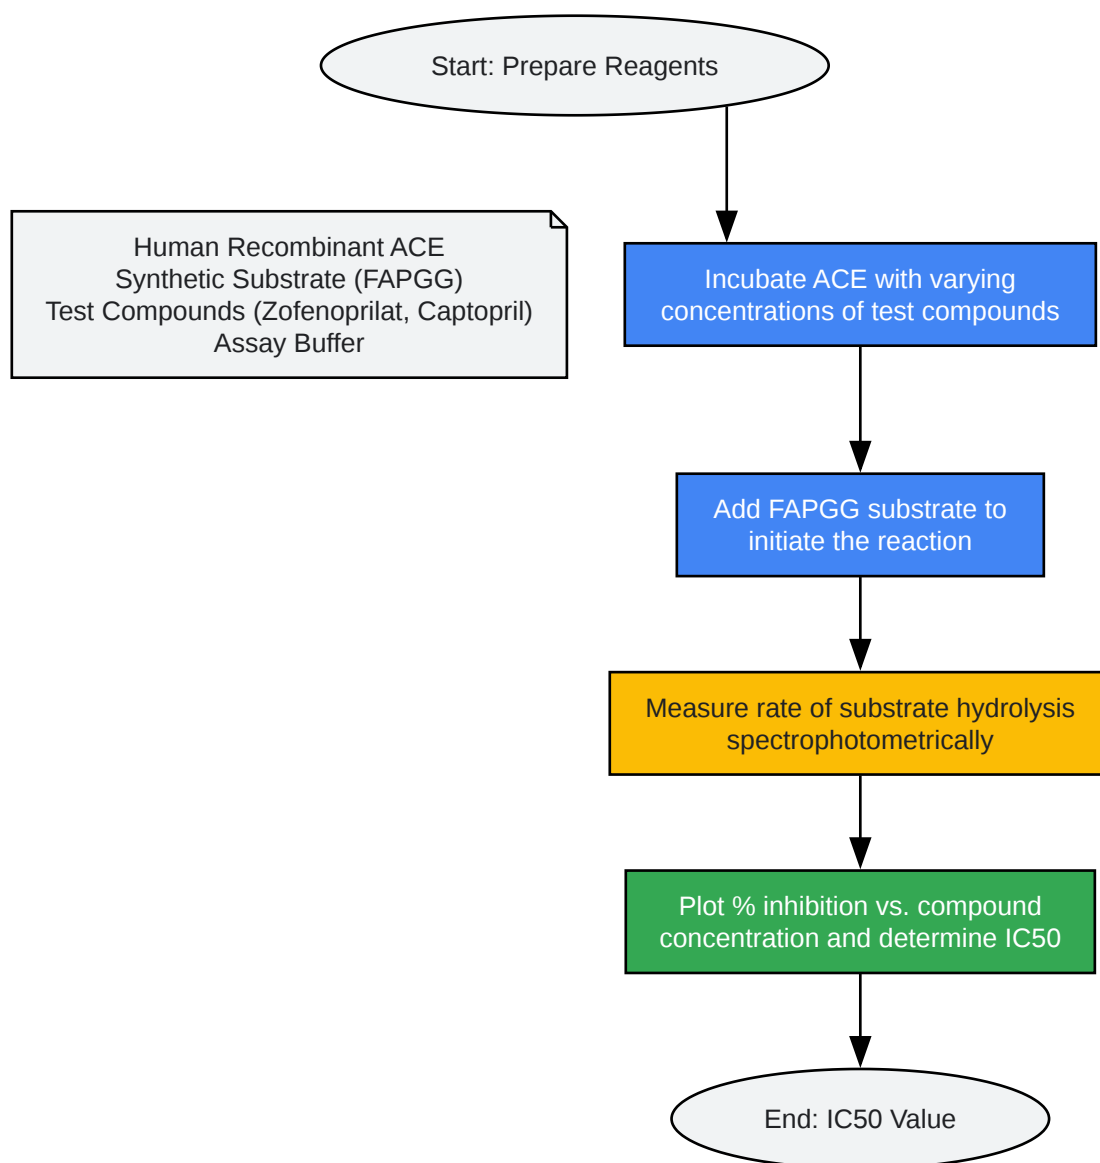 Start: Prepare Reagents
Human Recombinant ACE
Synthetic Substrate (FAPGG)
Test Compounds (Zofenoprilat, Captopril)
Assay Buffer
Incubate ACE with varying
concentrations of test compounds
Add FAPGG substrate to
initiate the reaction
Measure rate of substrate hydrolysis
spectrophotometrically
Plot % inhibition vs. compound
concentration and determine IC50
End: IC50 Value